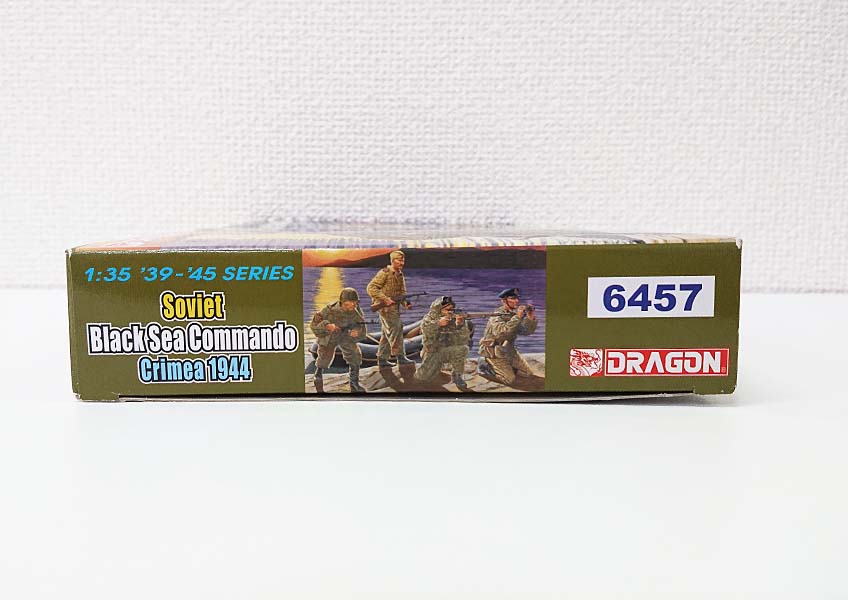 1:35 '39-'45 SERIES
Soviet
Black Sea Commando
Crimea 1944
6457
DRAGON